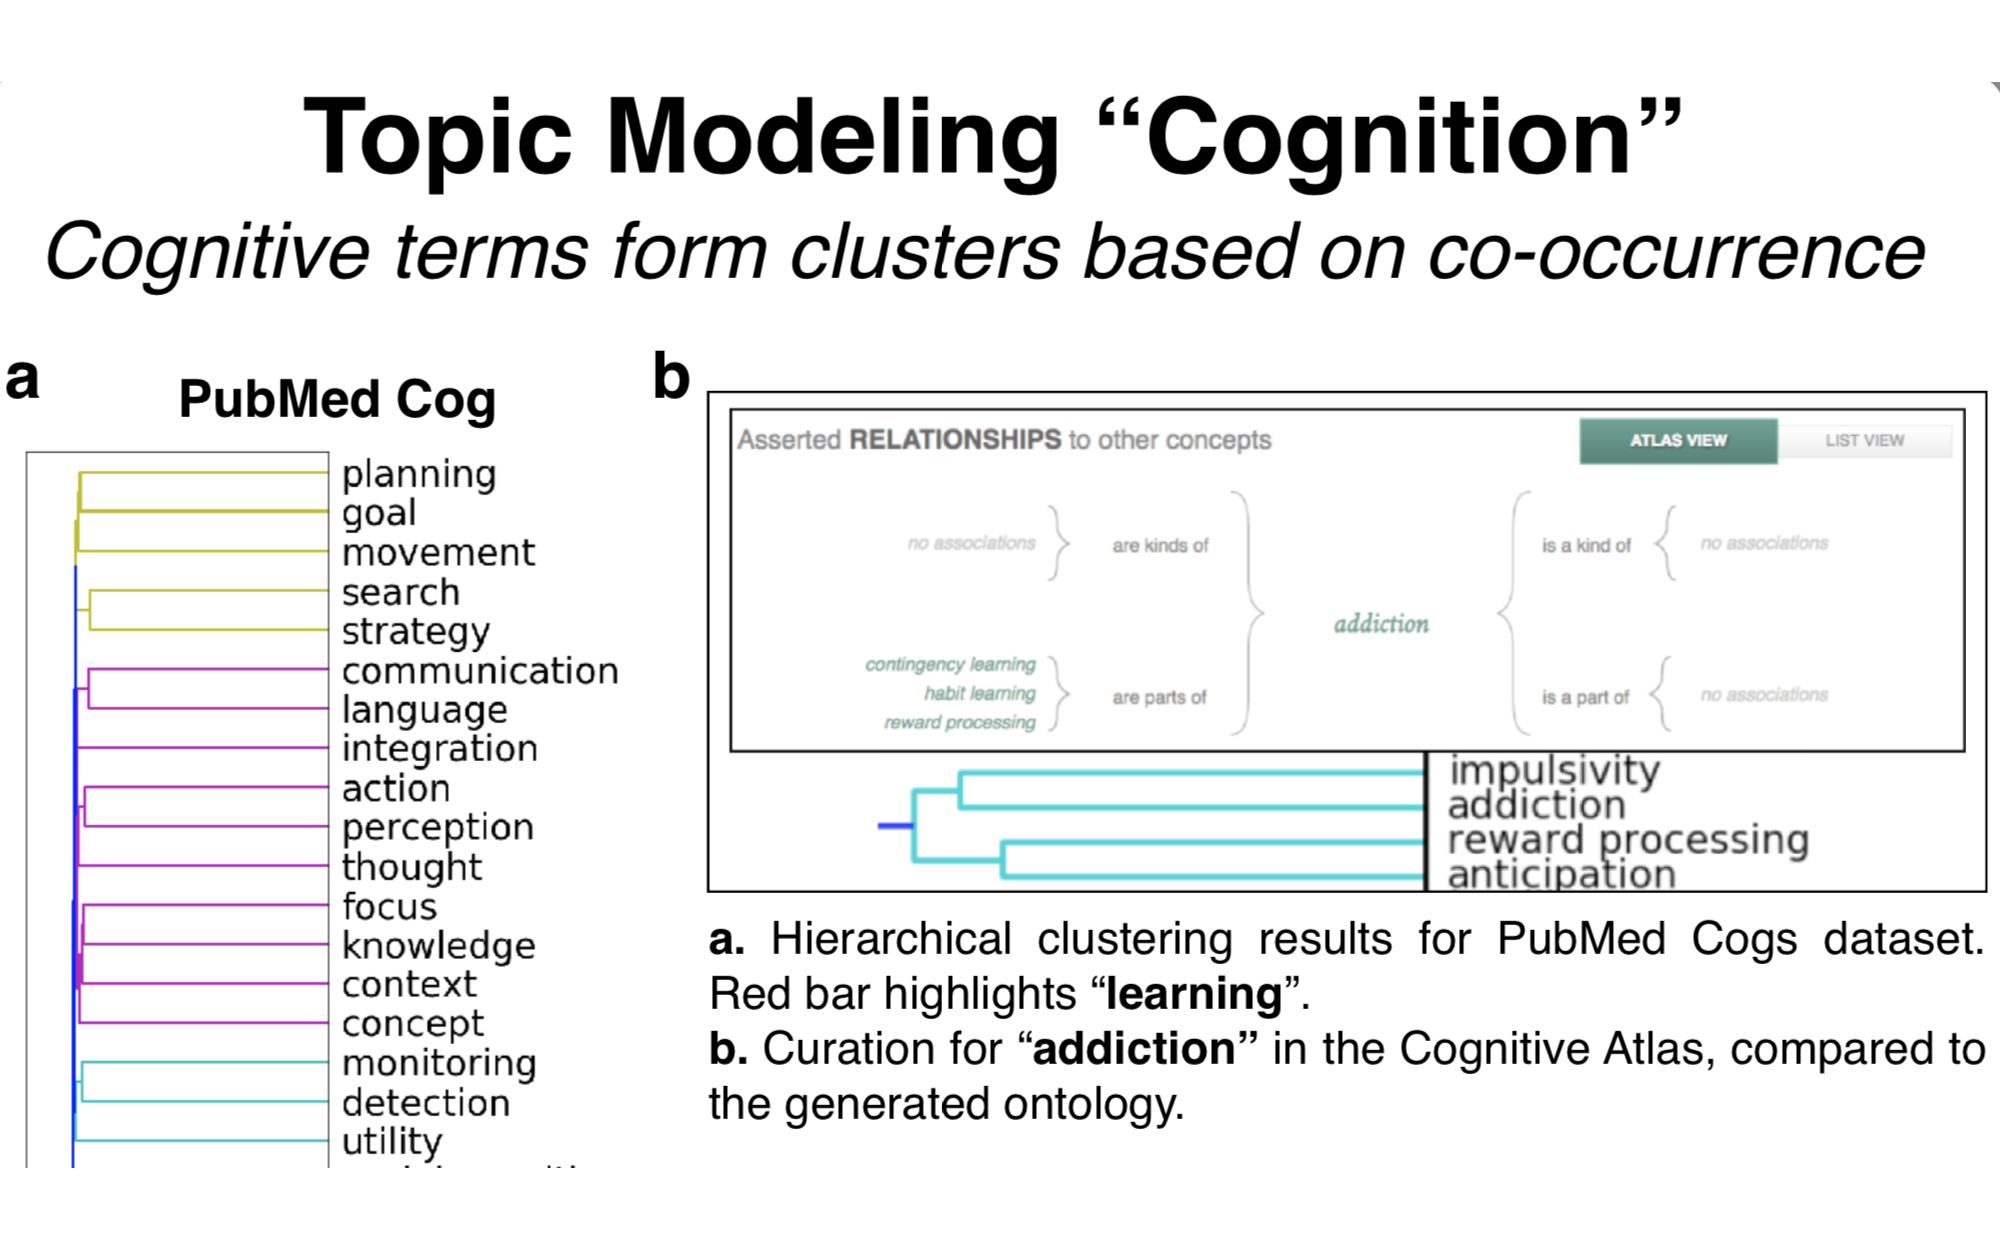 Topic Modeling “Cognition”
Cognitive terms form clusters based on co-occurrence
a
PubMed Cog
planning
goal
movement
search
strategy
communication
language
integration
action
perception
thought
focus
knowledge
context
concept
monitoring
detection
utility
b
Asserted RELATIONSHIPS to other concepts
ATLAS VIEW
LIST VIEW
no associations
are kinds of
is a kind of
no associations
addiction
contingency learning
habit learning
reward processing
are parts of
is a part of
no associations
impulsivity
addiction
reward processing
anticipation
a. Hierarchical clustering results for PubMed Cogs dataset.
Red bar highlights “learning”.
b. Curation for “addiction” in the Cognitive Atlas, compared to
the generated ontology.